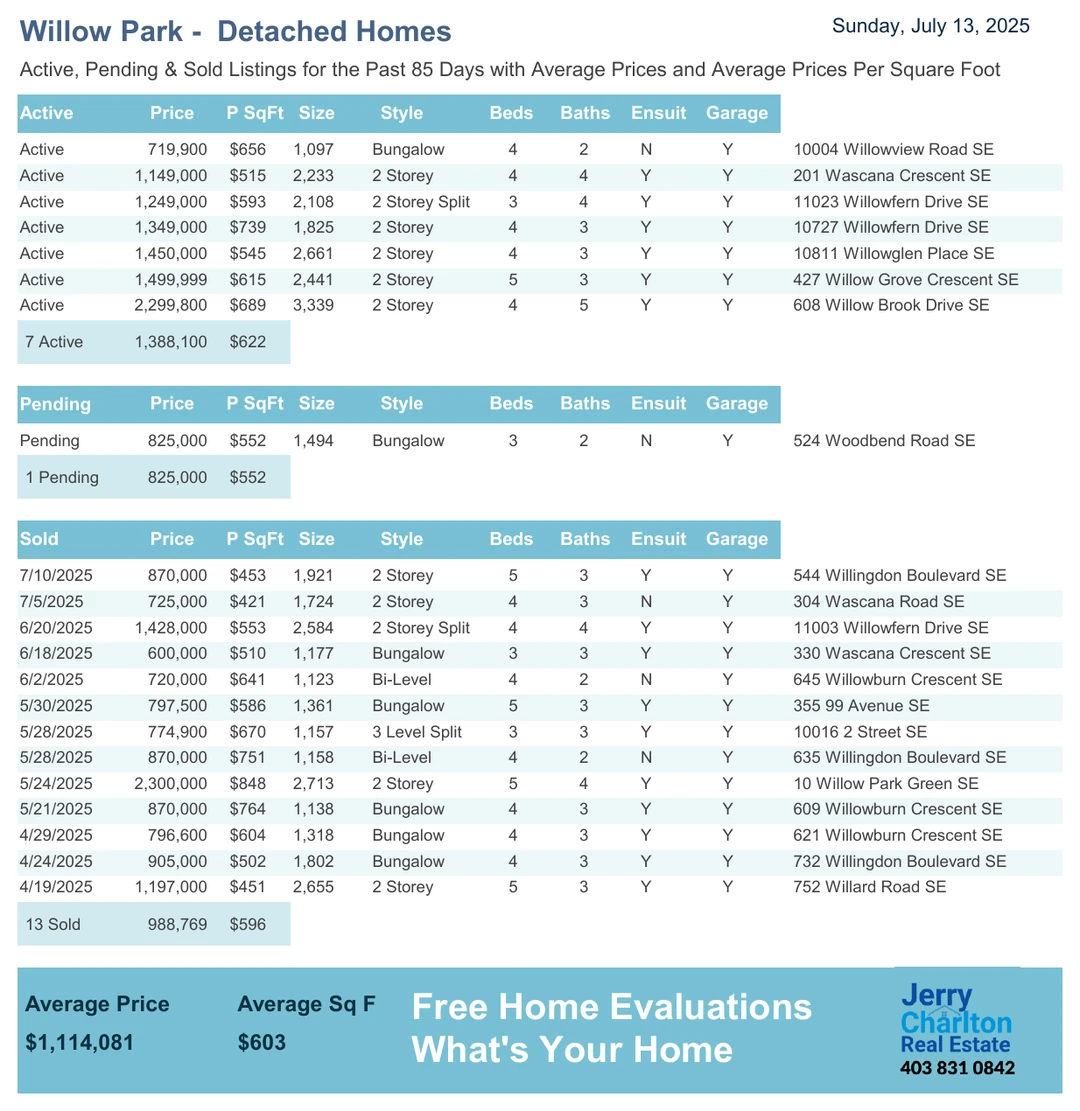 Willow Park -  Detached Homes
Sunday, July 13, 2025
Active, Pending & Sold Listings for the Past 85 Days with Average Prices and Average Prices Per Square Foot
Active Price P SqFt Size Style Beds Baths Ensuit Garage
Active 719,900 $656 1,097 Bungalow 4 2 N Y 10004 Willowview Road SE
Active 1,149,000 $515 2,233 2 Storey 4 4 Y Y 201 Wascana Crescent SE
Active 1,249,000 $593 2,108 2 Storey Split 3 4 Y Y 11023 Willowfern Drive SE
Active 1,349,000 $739 1,825 2 Storey 4 3 Y Y 10727 Willowfern Drive SE
Active 1,450,000 $545 2,661 2 Storey 4 3 Y Y 10811 Willowglen Place SE
Active 1,499,999 $615 2,441 2 Storey 5 3 Y Y 427 Willow Grove Crescent SE
Active 2,299,800 $689 3,339 2 Storey 4 5 Y Y 608 Willow Brook Drive SE
7 Active 1,388,100 $622
Pending Price P SqFt Size Style Beds Baths Ensuit Garage
Pending 825,000 $552 1,494 Bungalow 3 2 N Y 524 Woodbend Road SE
1 Pending 825,000 $552
Sold Price P SqFt Size Style Beds Baths Ensuit Garage
7/10/2025 870,000 $453 1,921 2 Storey 5 3 Y Y 544 Willingdon Boulevard SE
7/5/2025 725,000 $421 1,724 2 Storey 4 3 N Y 304 Wascana Road SE
6/20/2025 1,428,000 $553 2,584 2 Storey Split 4 4 Y Y 11003 Willowfern Drive SE
6/18/2025 600,000 $510 1,177 Bungalow 3 3 Y Y 330 Wascana Crescent SE
6/2/2025 720,000 $641 1,123 Bi-Level 4 2 N Y 645 Willowburn Crescent SE
5/30/2025 797,500 $586 1,361 Bungalow 5 3 Y Y 355 99 Avenue SE
5/28/2025 774,900 $670 1,157 3 Level Split 3 3 Y Y 10016 2 Street SE
5/28/2025 870,000 $751 1,158 Bi-Level 4 2 N Y 635 Willingdon Boulevard SE
5/24/2025 2,300,000 $848 2,713 2 Storey 5 4 Y Y 10 Willow Park Green SE
5/21/2025 870,000 $764 1,138 Bungalow 4 3 Y Y 609 Willowburn Crescent SE
4/29/2025 796,600 $604 1,318 Bungalow 4 3 Y Y 621 Willowburn Crescent SE
4/24/2025 905,000 $502 1,802 Bungalow 4 3 Y Y 732 Willingdon Boulevard SE
4/19/2025 1,197,000 $451 2,655 2 Storey 5 3 Y Y 752 Willard Road SE
13 Sold 988,769 $596
Average Price Average Sq F
$1,114,081 $603
Free Home Evaluations
What's Your Home
Jerry
Charlton
Real Estate
403 831 0842